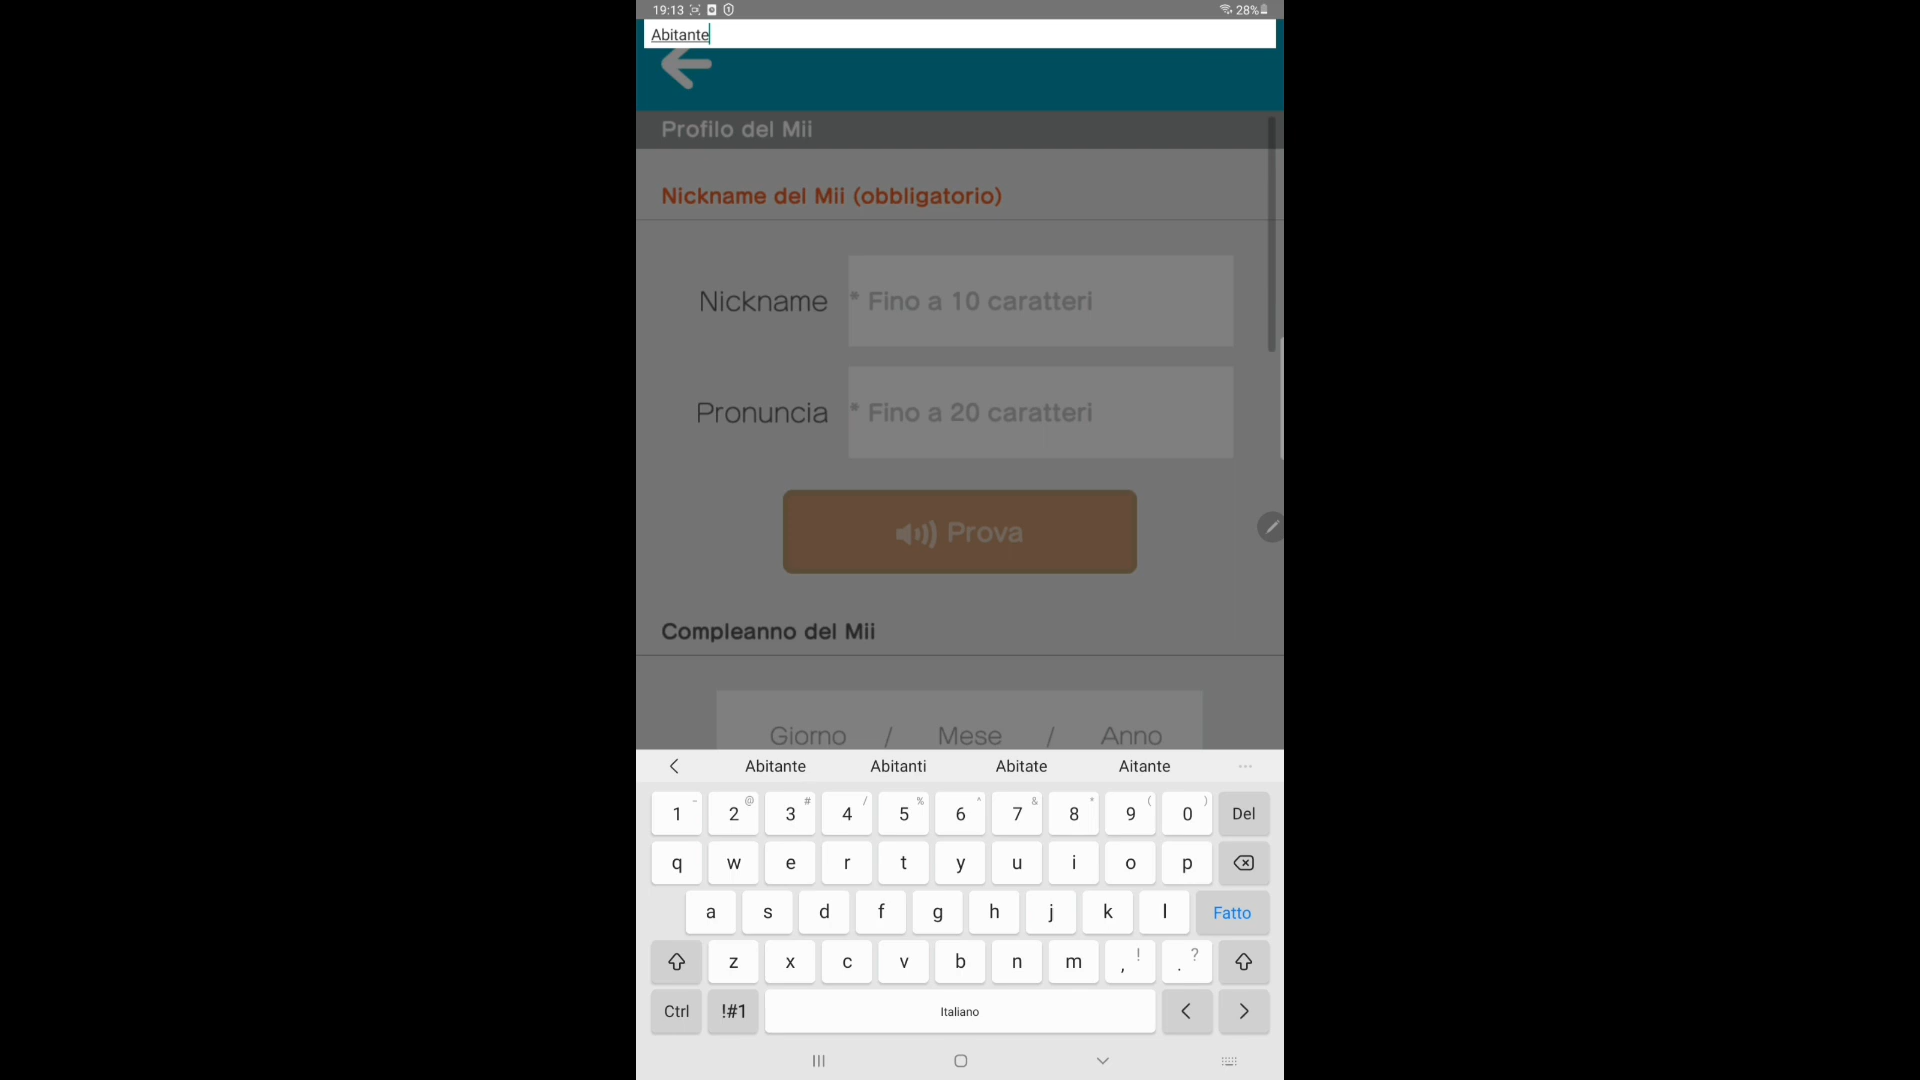 19:13 28%
Abitante
Profilo del Mii
Nickname del Mii (obbligatorio)
Nickname * Fino a 10 caratteri
Pronuncia * Fino a 20 caratteri
Prova
Compleanno del Mii
Giorno / Mese / Anno
Abitante Abitanti Abitate Aitante ...
1 - 2 @ 3 # 4 / 5 % 6 ^ 7 & 8 * 9 ( 0 ) Del
q w e r t y u i o p
a s d f g h j k l Fatto
z x c v b n m , ! . ?
Ctrl !#1 Italiano < >